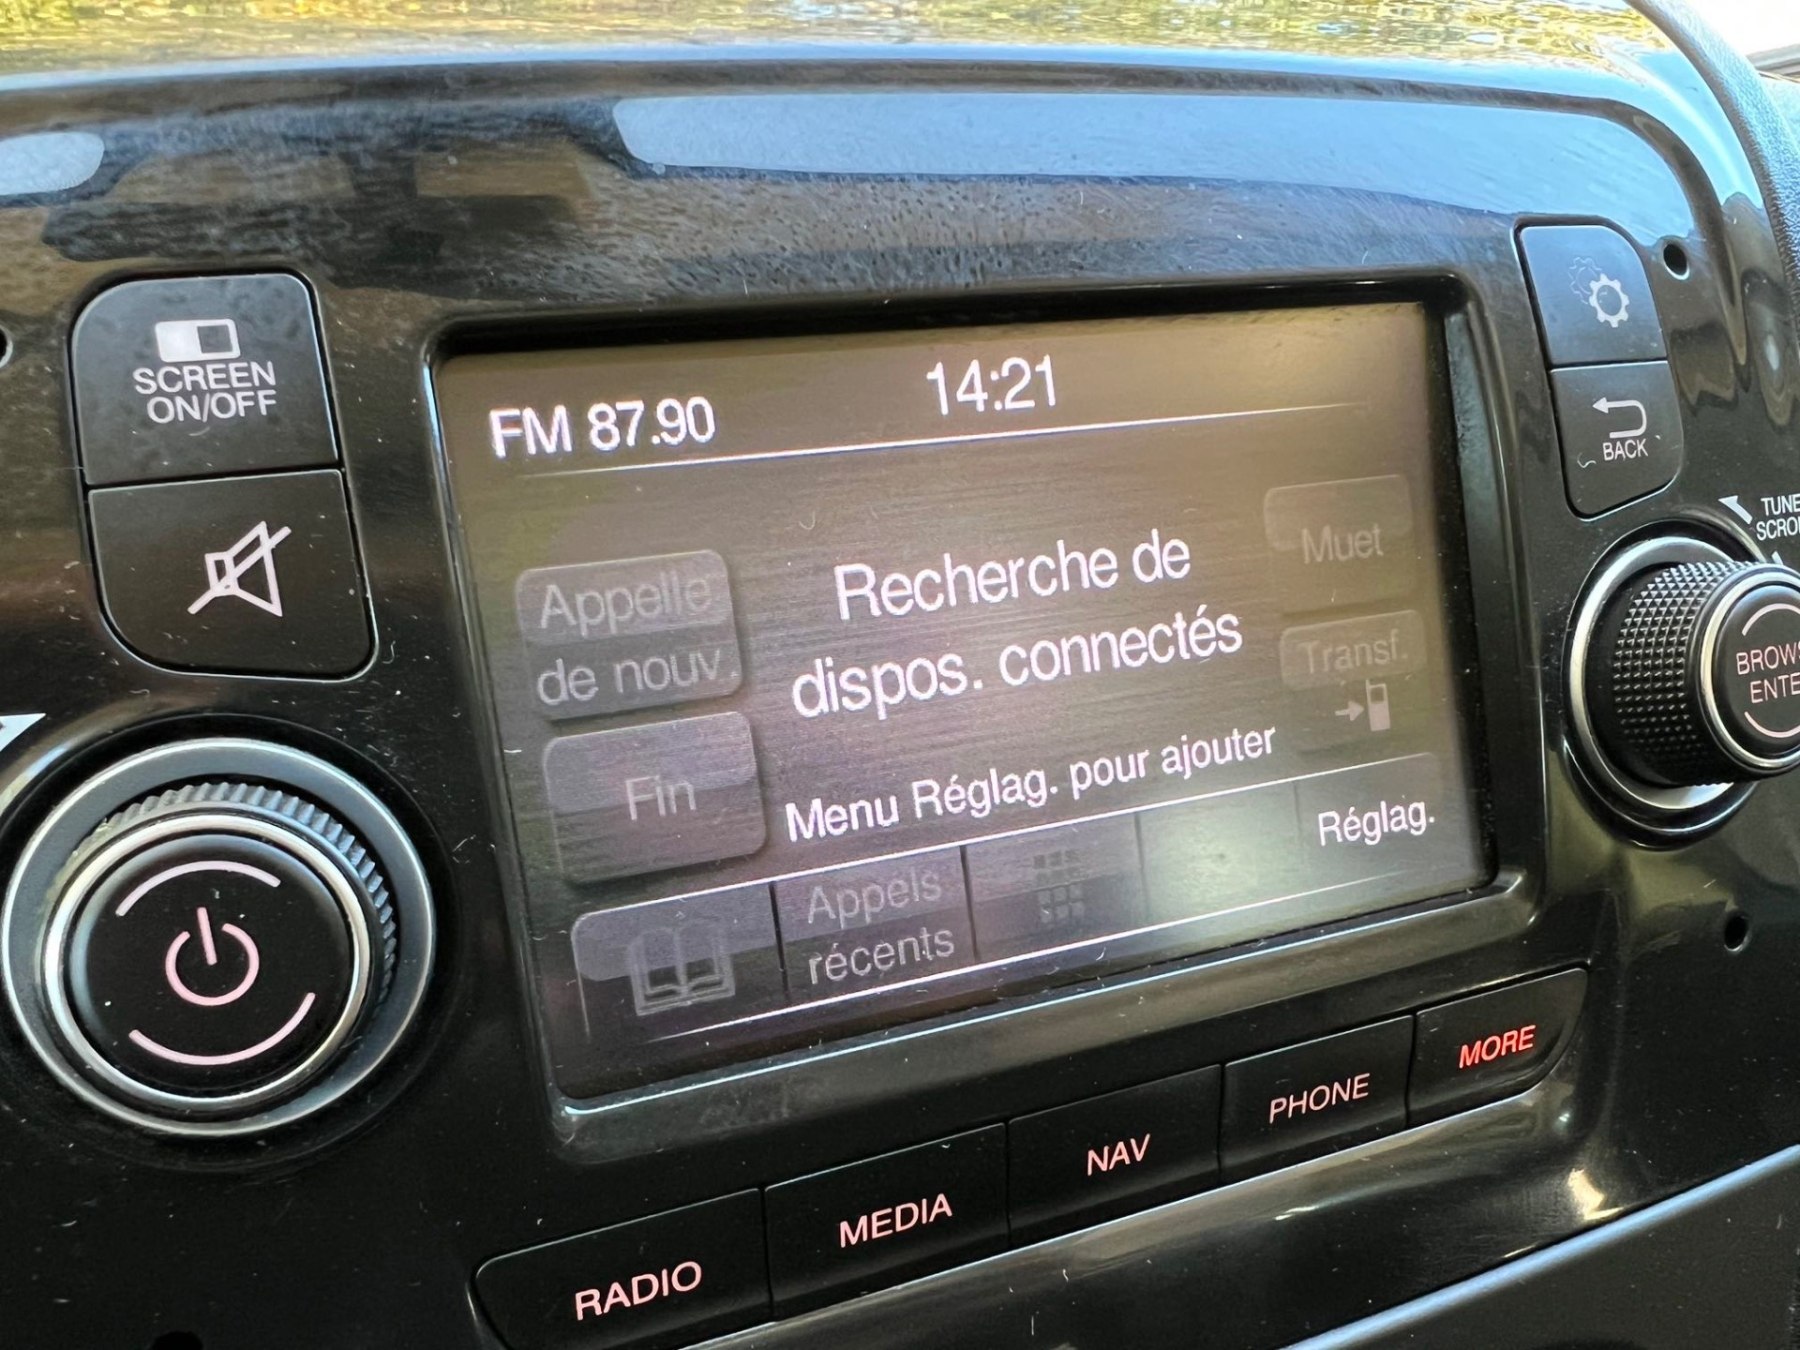 SCREEN
ON/OFF
FM 87.90
14:21
Appelle
de nouv.
Fin
Recherche de
dispos. connectés
Menu Réglag. pour ajouter
Muet
Transf.
Appels
récents
Réglag.
BACK
RADIO
MEDIA
NAV
PHONE
MORE